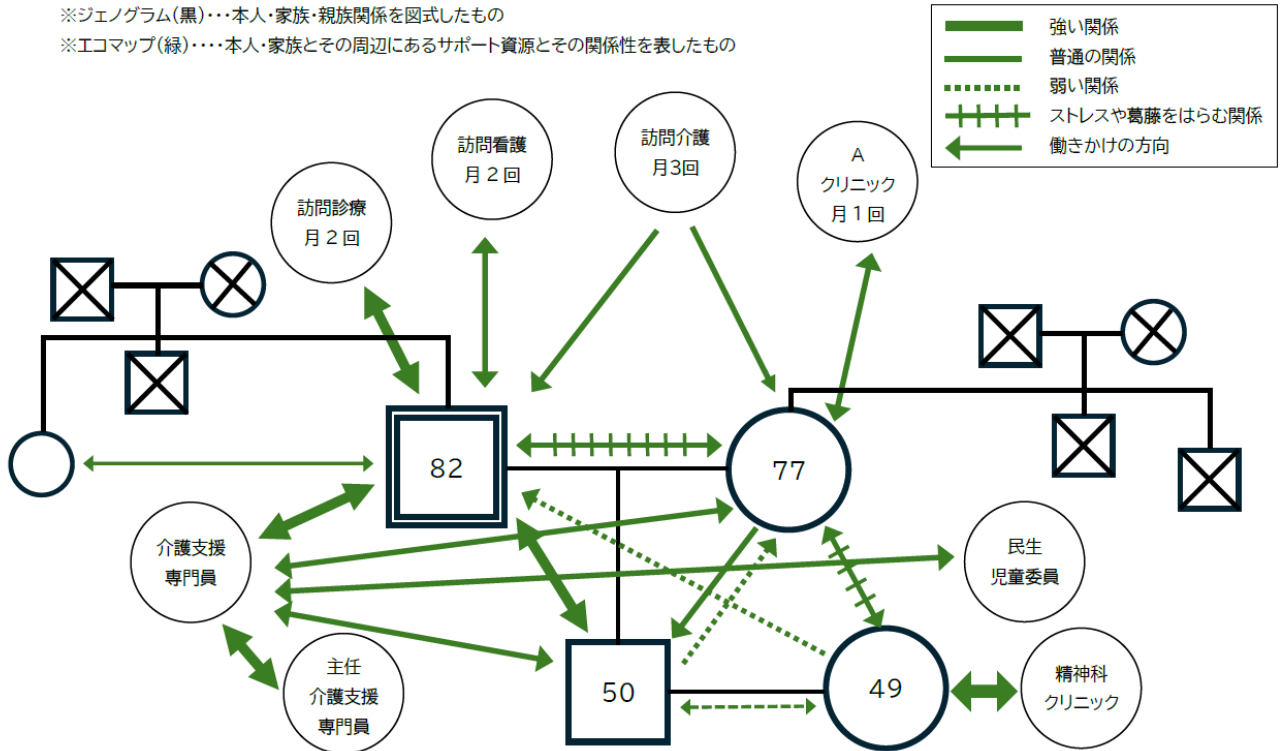 ※ジェノグラム(黒)・・・本人・家族・親族関係を図式したもの
※エコマップ(緑)・・・・本人・家族とその周辺にあるサポート資源とその関係性を表したもの
強い関係
普通の関係
弱い関係
ストレスや葛藤をはらむ関係
働きかけの方向
訪問診療
月２回
訪問看護
月２回
訪問介護
月3回
A
クリニック
月１回
82
77
介護支援
専門員
民生
児童委員
主任
介護支援
専門員
50
49
精神科
クリニック